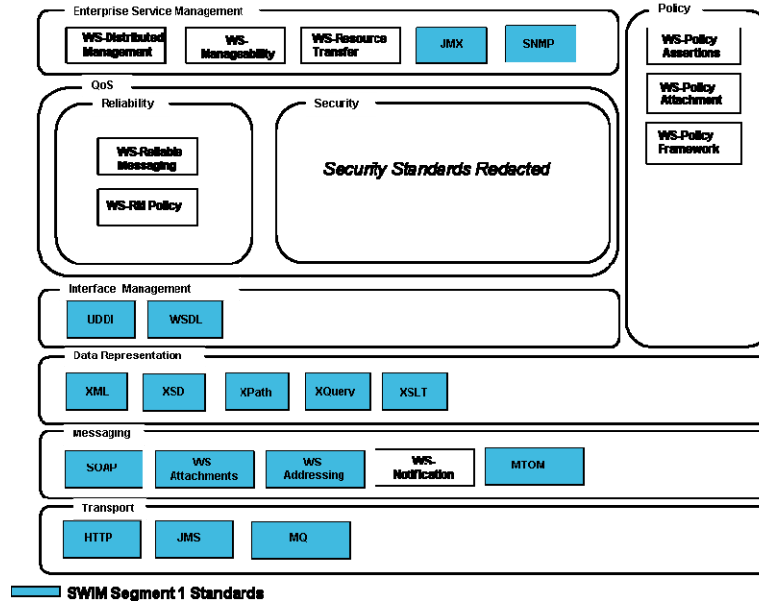 Enterprise Service Management
WS-Distributed
Management
WS-
Manageability
WS-Resource
Transfer
JMX
SNMP
Policy
WS-Policy
Assertions
WS-Policy
Attachment
WS-Policy
Framework
QoS
Reliability
WS-Reliable
Messaging
WS-RM Policy
Security
Security Standards Redacted
Interface Management
UDDI
WSDL
Data Representation
XML
XSD
XPath
XQuery
XSLT
Messaging
SOAP
WS
Attachments
WS
Addressing
WS-
Notification
MTOM
Transport
HTTP
JMS
MQ
SWIM Segment 1 Standards